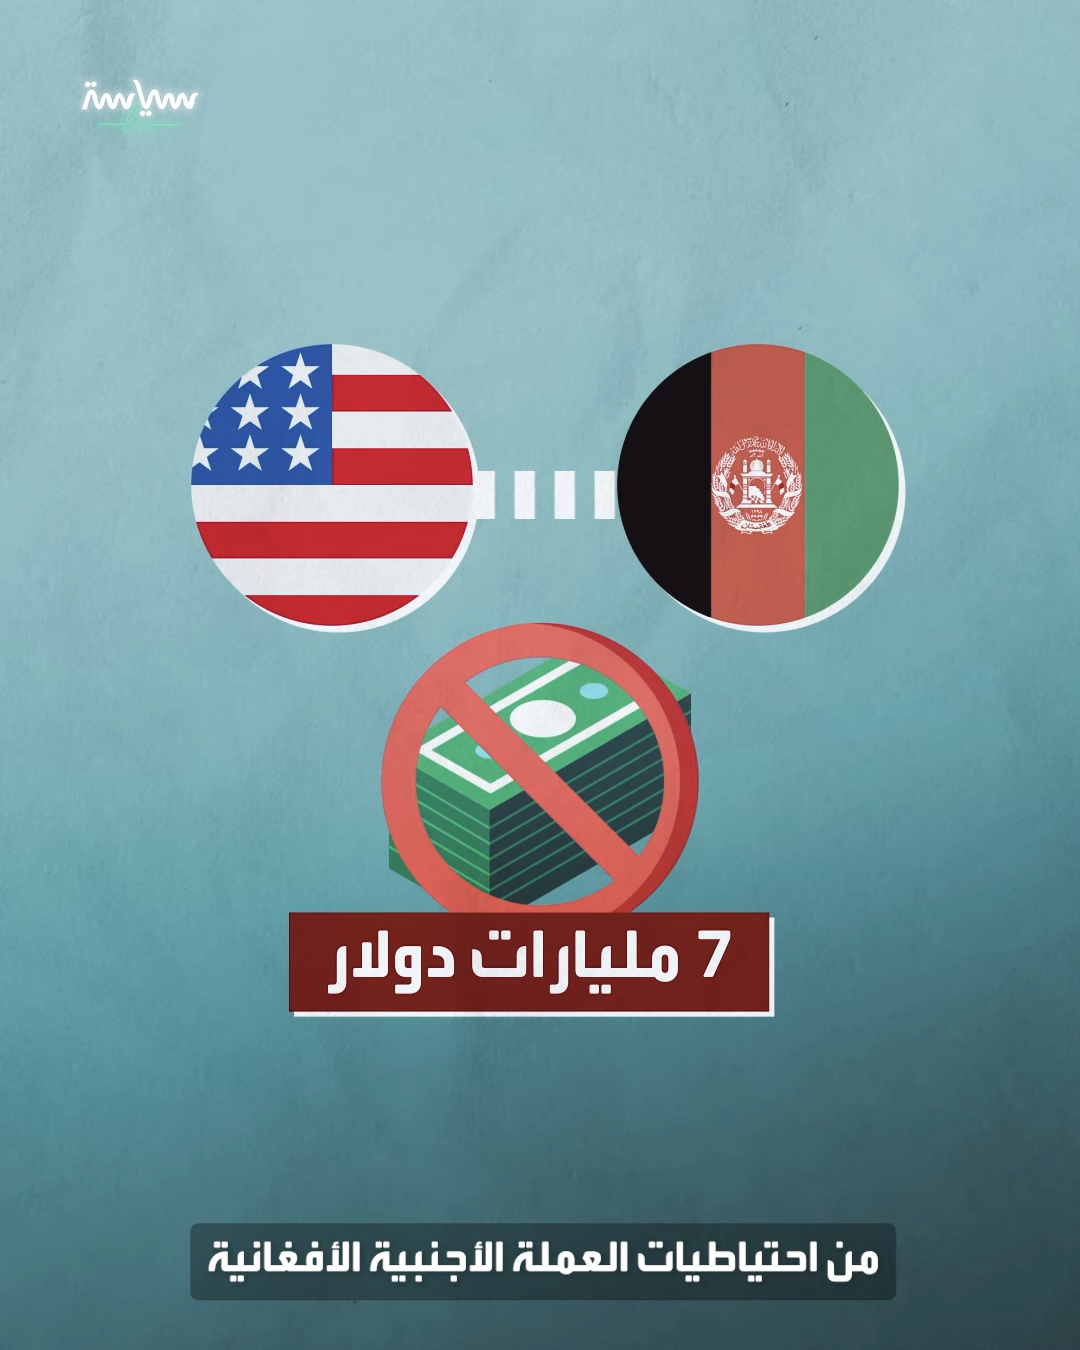 سياسة
7 مليارات دولار
من احتياطيات العملة الأجنبية الأفغانية